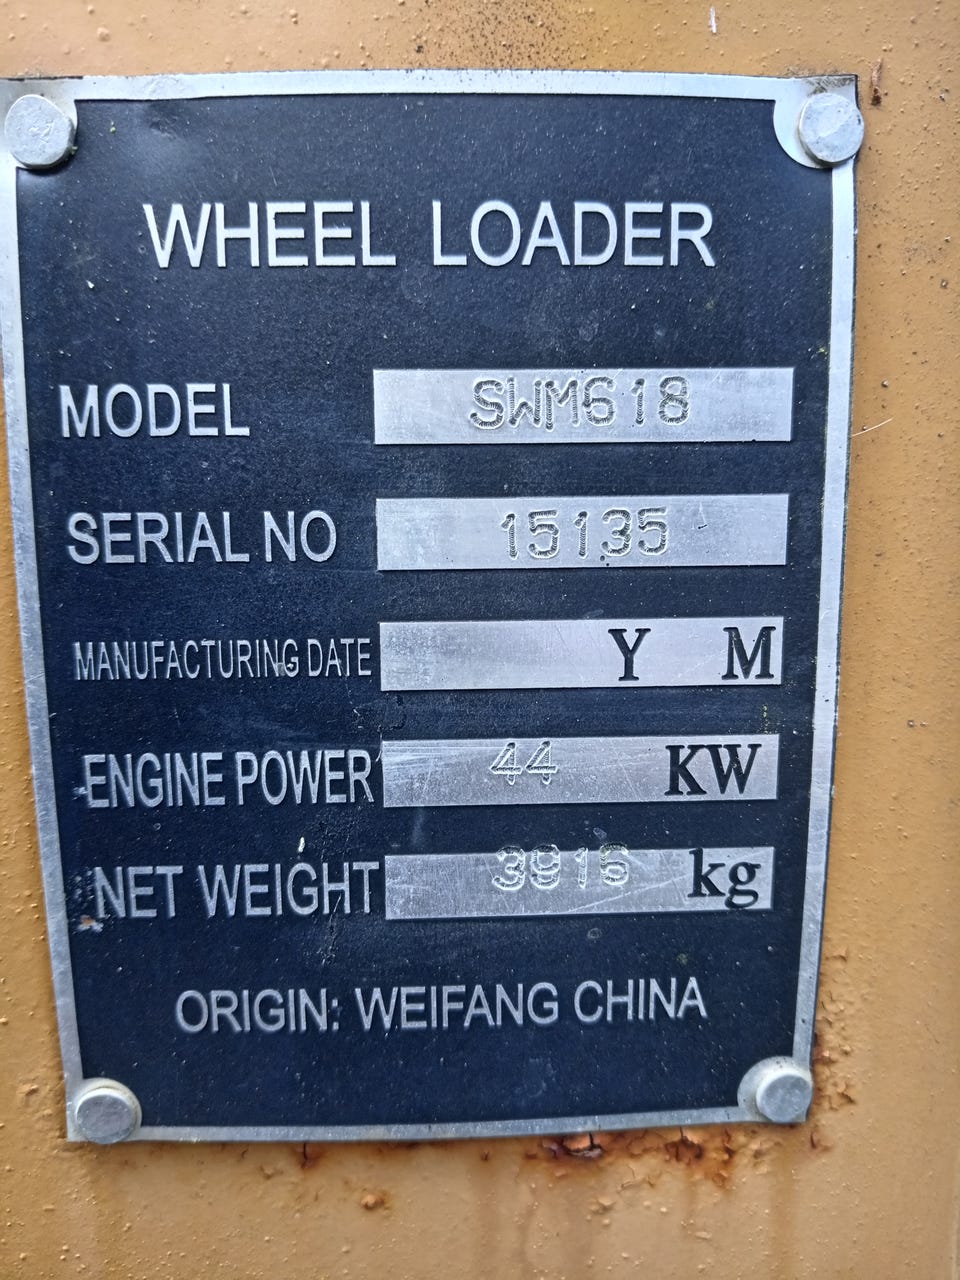 WHEEL LOADER
MODEL SWM618
SERIAL NO 15135
MANUFACTURING DATE Y M
ENGINE POWER 44 KW
NET WEIGHT 3916 kg
ORIGIN: WEIFANG CHINA